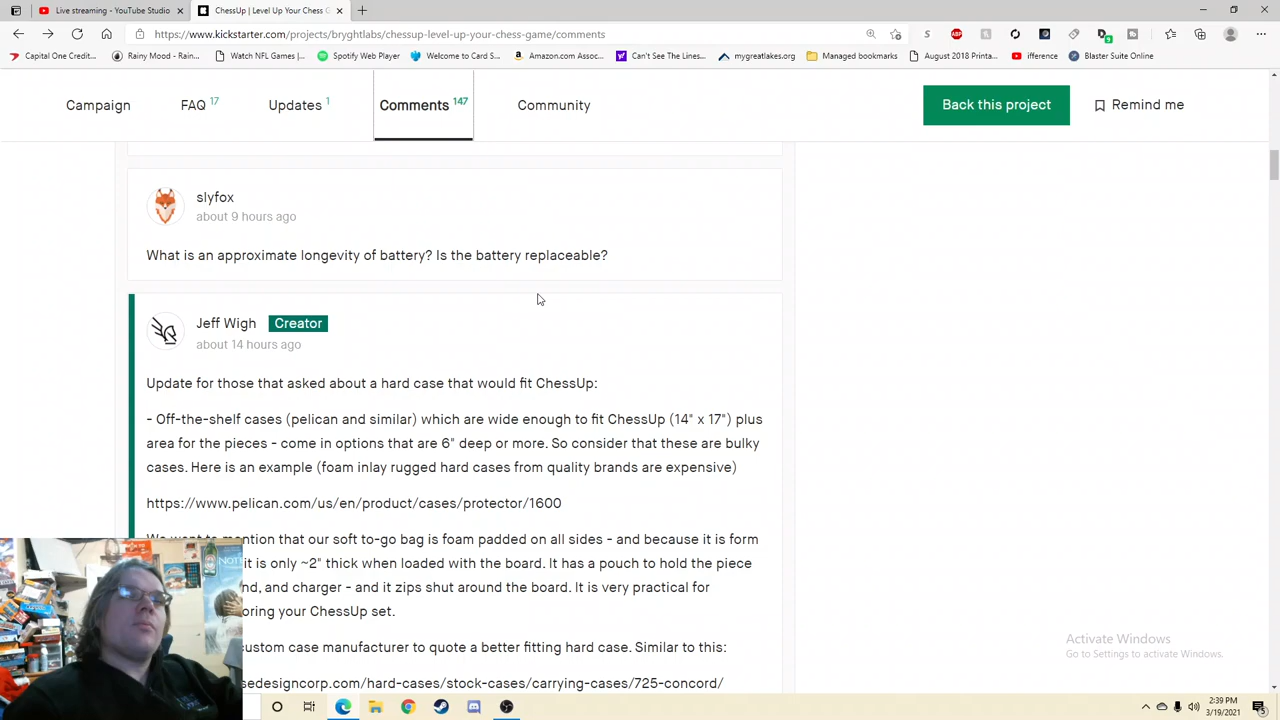 Live streaming - YouTube Studio
ChessUp | Level Up Your Chess G
https://www.kickstarter.com/projects/bryghtlabs/chessup-level-up-your-chess-game/comments
Capital One Credit...
Rainy Mood - Rain...
Watch NFL Games |...
Spotify Web Player
Welcome to Card S...
Amazon.com Assoc...
Can't See The Lines...
mygreatlakes.org
Managed bookmarks
August 2018 Printa...
ifference
Blaster Suite Online
Campaign
FAQ 17
Updates 1
Comments 147
Community
Back this project
Remind me
slyfox
about 9 hours ago
What is an approximate longevity of battery? Is the battery replaceable?
Jeff Wigh Creator
about 14 hours ago
Update for those that asked about a hard case that would fit ChessUp:
- Off-the-shelf cases (pelican and similar) which are wide enough to fit ChessUp (14" x 17") plus
area for the pieces - come in options that are 6" deep or more. So consider that these are bulky
cases. Here is an example (foam inlay rugged hard cases from quality brands are expensive)
https://www.pelican.com/us/en/product/cases/protector/1600
We want to mention that our soft to-go bag is foam padded on all sides - and because it is form
it is only ~2" thick when loaded with the board. It has a pouch to hold the piece
nd, and charger - and it zips shut around the board. It is very practical for
oring your ChessUp set.
ustom case manufacturer to quote a better fitting hard case. Similar to this:
sedesigncorp.com/hard-cases/stock-cases/carrying-cases/725-concord/
Activate Windows
Go to Settings to activate Windows.
2:39 PM
3/19/2021